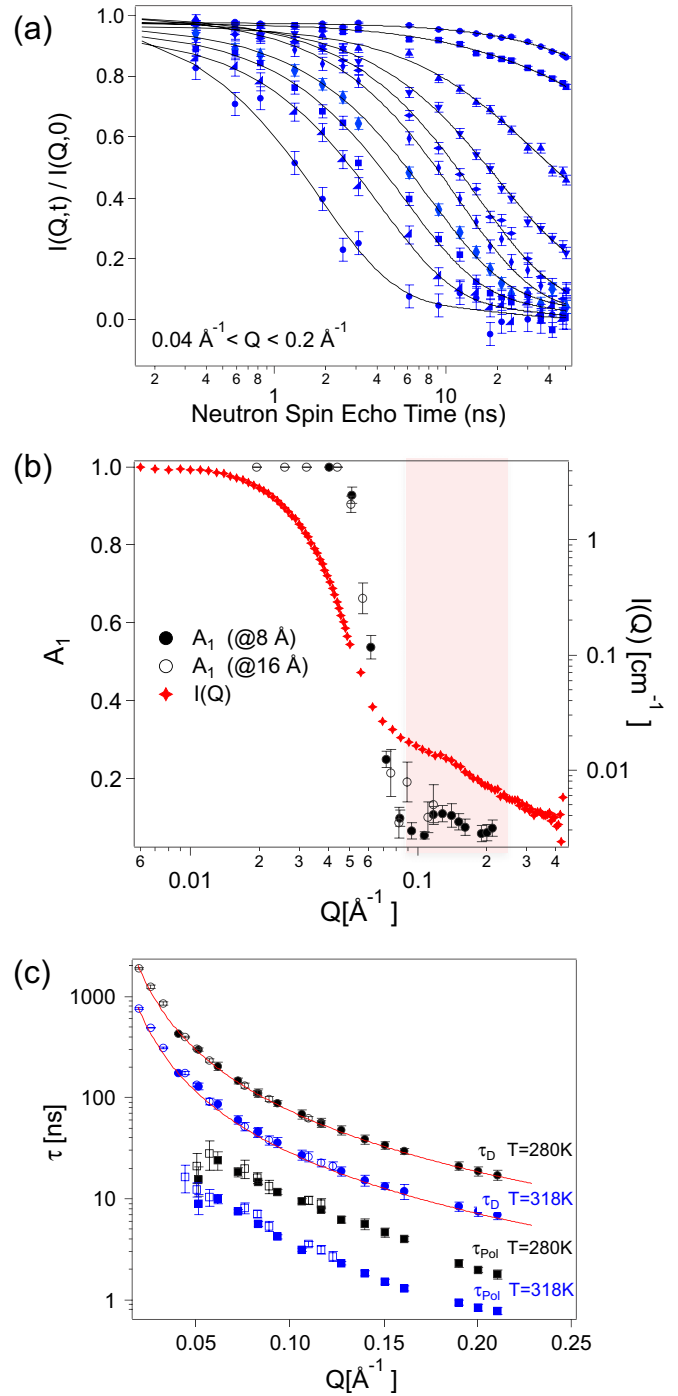 (a)
I(Q,t) / I(Q,0)
1.0
0.8
0.6
0.4
0.2
0.0
0.04 Å⁻¹ < Q < 0.2 Å⁻¹
2 4 6 8 1 2 4 6 8 10 2 4
Neutron Spin Echo Time (ns)
(b)
A₁
1.0
0.8
0.6
0.4
0.2
A₁ (@8 Å)
A₁ (@16 Å)
I(Q)
1
0.1
0.01
I(Q) [cm⁻¹]
6 0.01 2 3 4 5 6 0.1 2 3 4
Q[Å⁻¹]
(c)
τ [ns]
1000
100
10
1
τD T=280K
τD T=318K
τPol T=280K
τPol T=318K
0.05 0.10 0.15 0.20 0.25
Q[Å⁻¹]